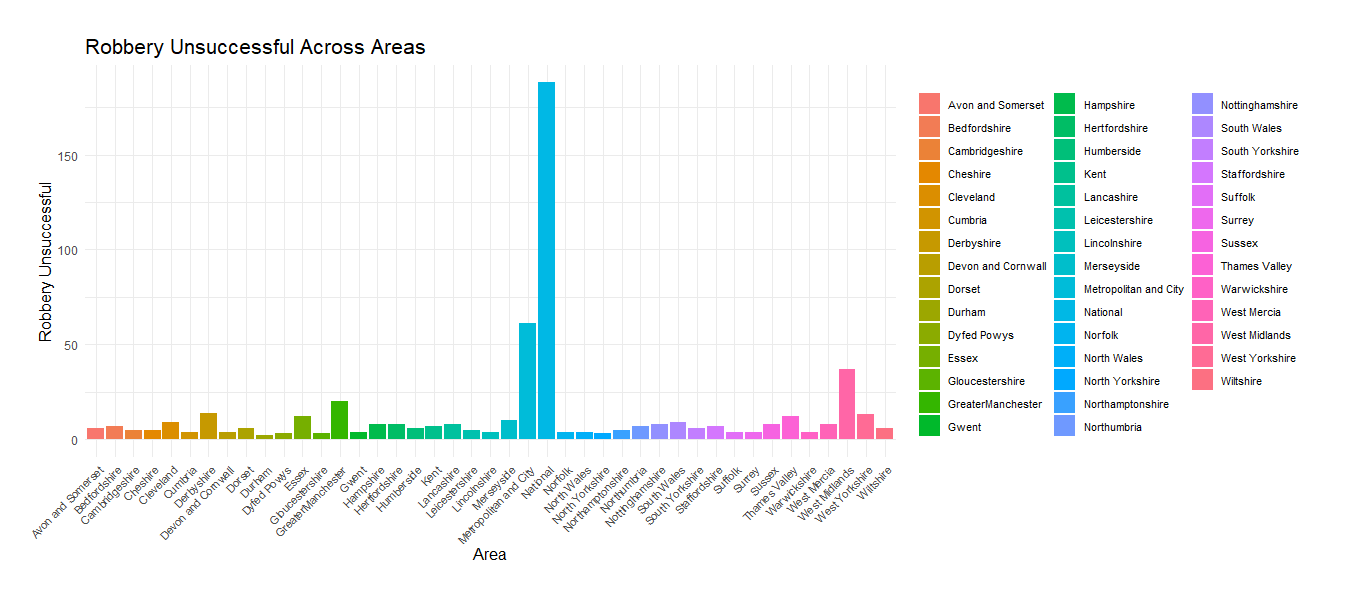 Robbery Unsuccessful Across Areas
Robbery Unsuccessful
150
100
50
0
Avon and Somerset
Bedfordshire
Cambridgeshire
Cheshire
Cleveland
Cumbria
Derbyshire
Devon and Cornwall
Dorset
Durham
Dyfed Powys
Essex
Gloucestershire
GreaterManchester
Gwent
Hampshire
Hertfordshire
Humberside
Kent
Lancashire
Leicestershire
Lincolnshire
Merseyside
Metropolitan and City
National
Norfolk
North Wales
North Yorkshire
Northamptonshire
Northumbria
Nottinghamshire
South Wales
South Yorkshire
Staffordshire
Suffolk
Surrey
Sussex
Thames Valley
Warwickshire
West Mercia
West Midlands
West Yorkshire
Wiltshire
Area
Avon and Somerset
Bedfordshire
Cambridgeshire
Cheshire
Cleveland
Cumbria
Derbyshire
Devon and Cornwall
Dorset
Durham
Dyfed Powys
Essex
Gloucestershire
GreaterManchester
Gwent
Hampshire
Hertfordshire
Humberside
Kent
Lancashire
Leicestershire
Lincolnshire
Merseyside
Metropolitan and City
National
Norfolk
North Wales
North Yorkshire
Northamptonshire
Northumbria
Nottinghamshire
South Wales
South Yorkshire
Staffordshire
Suffolk
Surrey
Sussex
Thames Valley
Warwickshire
West Mercia
West Midlands
West Yorkshire
Wiltshire